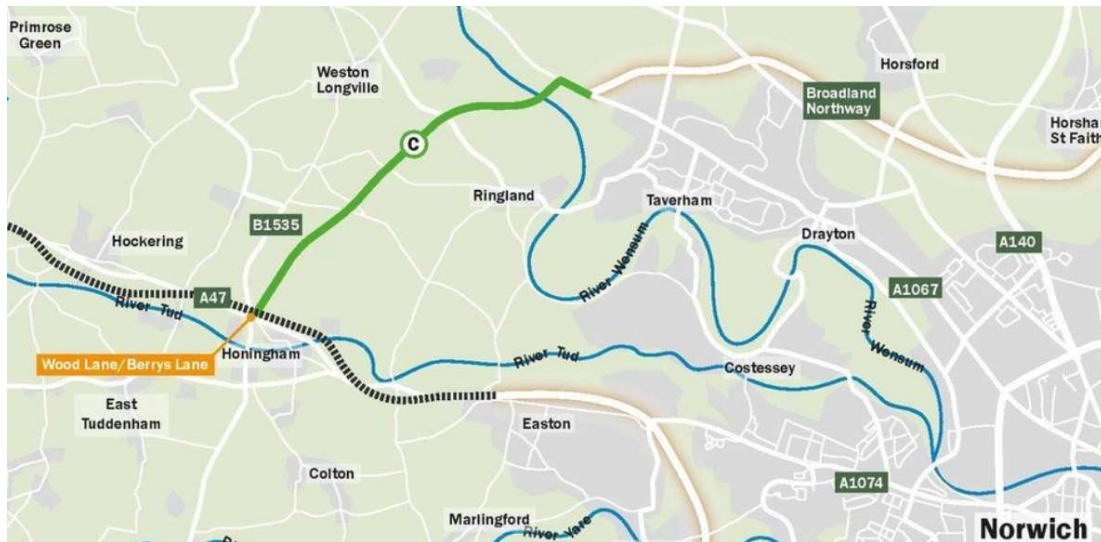 Primrose
Green
Weston
Longville
Horsford
Broadland
Northway
Horsha
St Faith
C
Ringland
Taverham
B1535
Hockering
Drayton
A140
River Wensum
A47
River Tud
A1067
River Wensum
Wood Lane/Berrys Lane
Honingham
River Tud
Costessey
East
Tuddenham
Easton
Colton
A1074
Marlingford
River Yare
Norwich